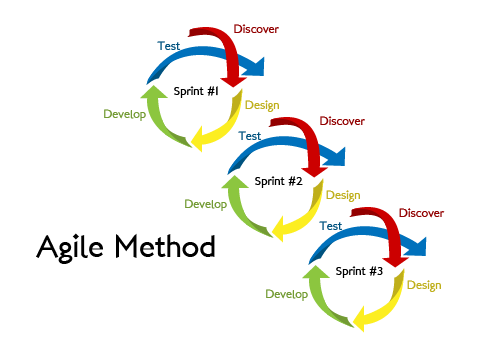 Discover
Test
Sprint #1
Design
Develop
Discover
Test
Sprint #2
Design
Develop
Discover
Test
Sprint #3
Design
Develop
Agile Method